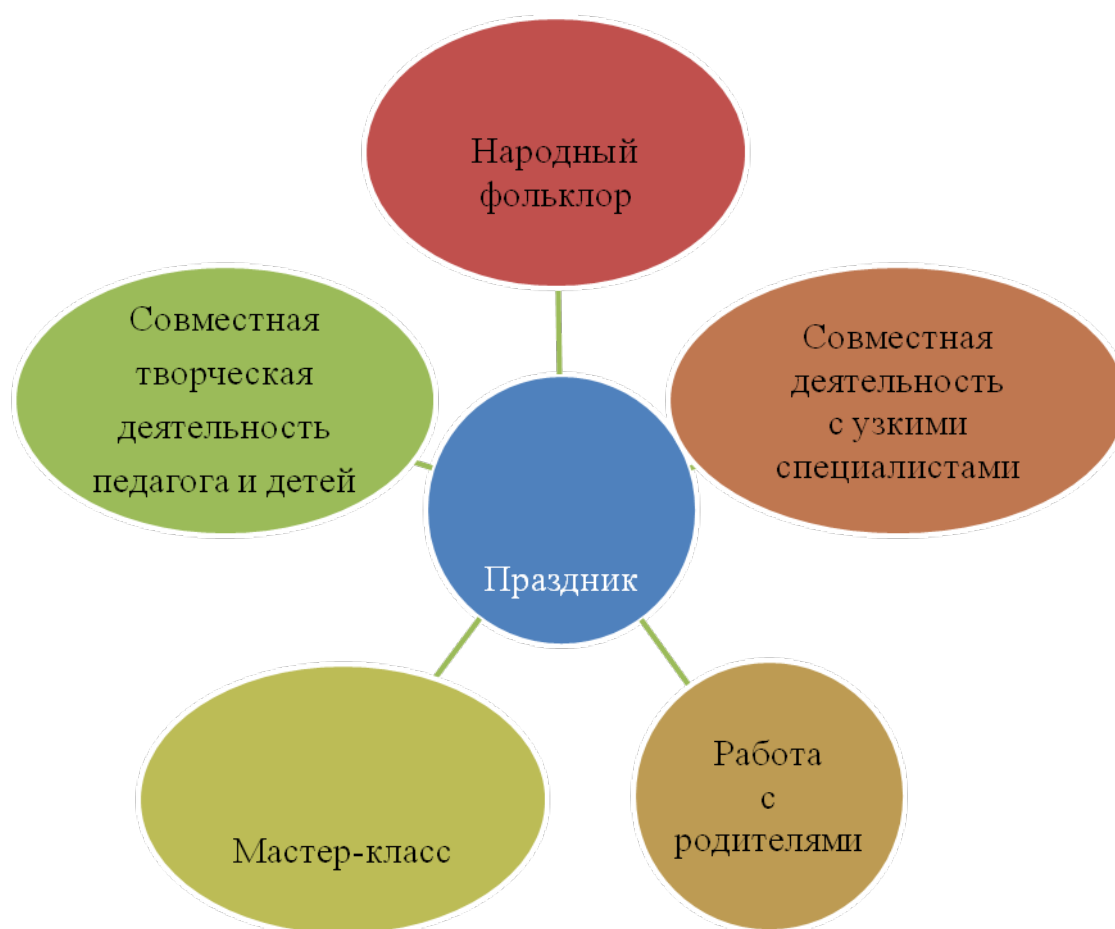 Народный
фольклор
Совместная
творческая
деятельность
педагога и детей
Совместная
деятельность
с узкими
специалистами
Праздник
Мастер-класс
Работа
с
родителями